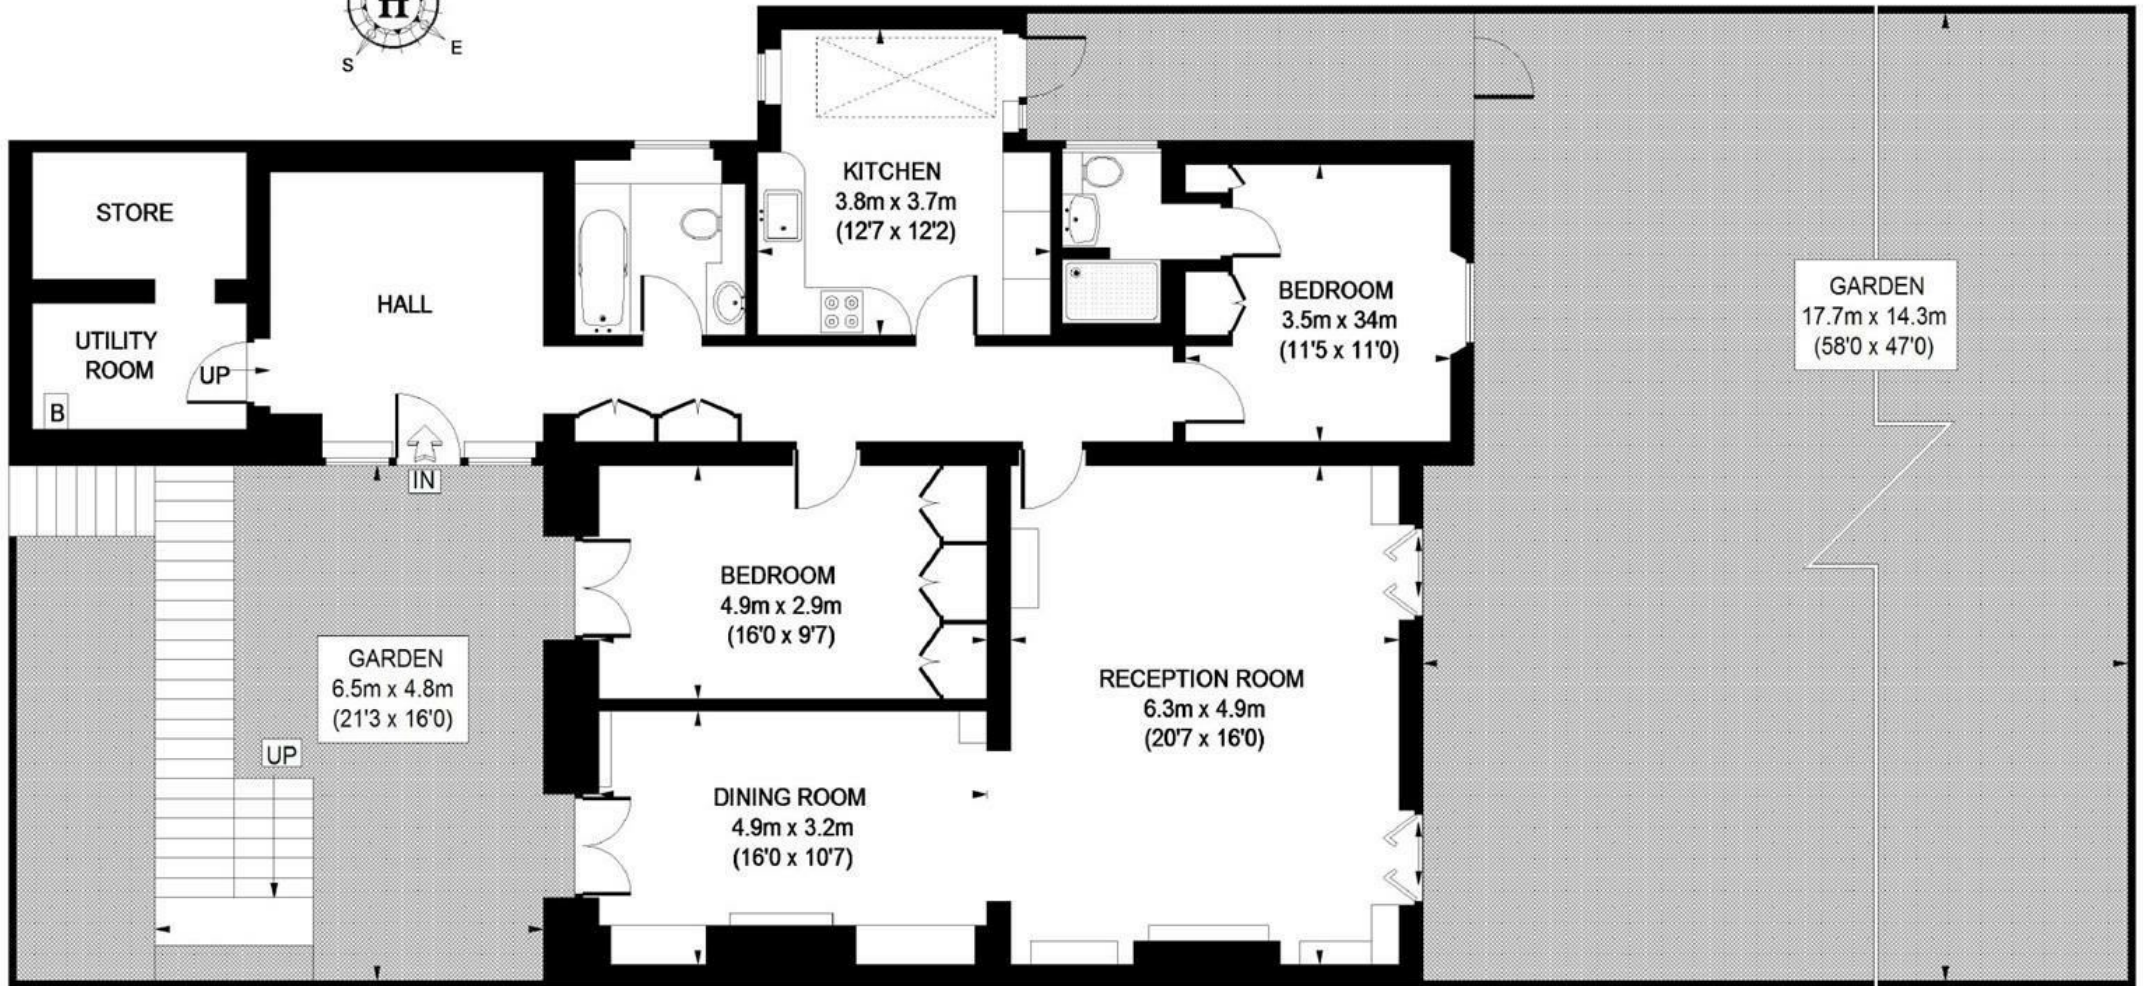 H
S
E
STORE
UTILITY
ROOM
B
UP
HALL
IN
KITCHEN
3.8m x 3.7m
(12'7 x 12'2)
BEDROOM
3.5m x 34m
(11'5 x 11'0)
GARDEN
17.7m x 14.3m
(58'0 x 47'0)
BEDROOM
4.9m x 2.9m
(16'0 x 9'7)
GARDEN
6.5m x 4.8m
(21'3 x 16'0)
UP
RECEPTION ROOM
6.3m x 4.9m
(20'7 x 16'0)
DINING ROOM
4.9m x 3.2m
(16'0 x 10'7)